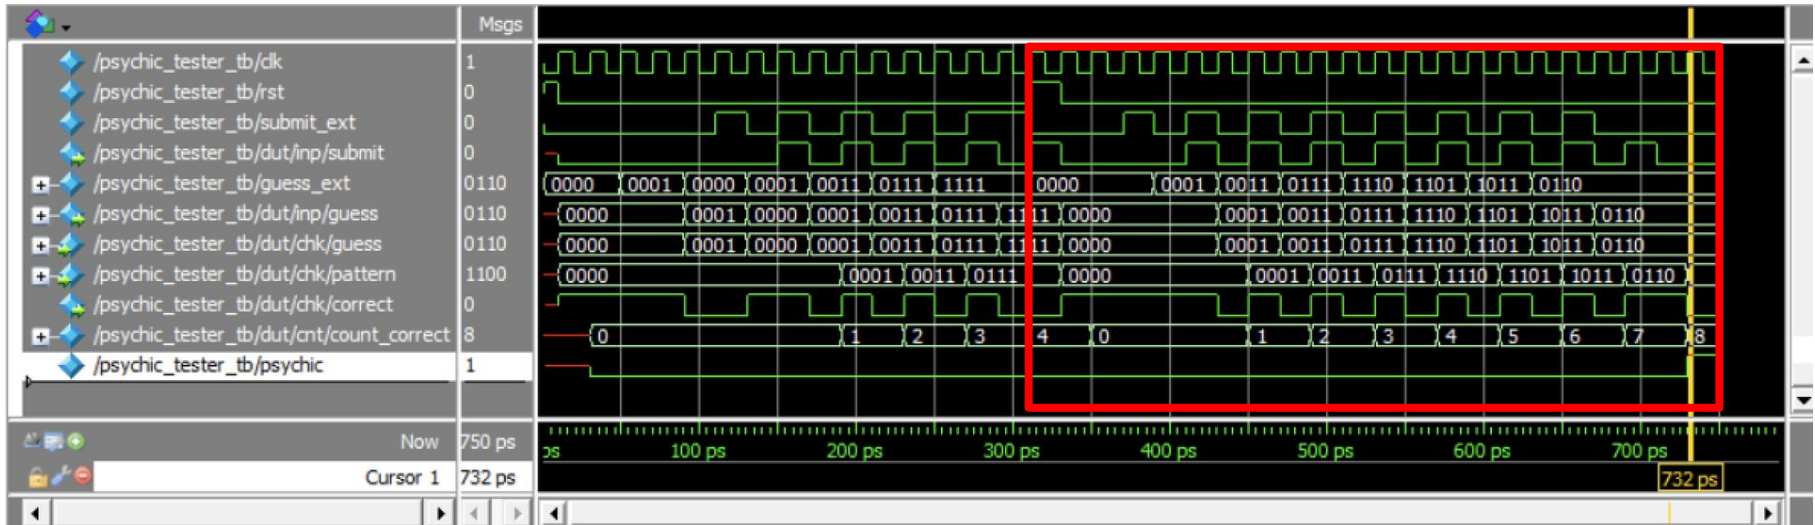 Msgs
/psychic_tester_tb/clk 1
/psychic_tester_tb/rst 0
/psychic_tester_tb/submit_ext 0
/psychic_tester_tb/dut/inp/submit 0
/psychic_tester_tb/guess_ext 0110 0000 0001 0000 0001 0011 0111 1111 0000 0001 0011 0111 1110 1101 1011 0110
/psychic_tester_tb/dut/inp/guess 0110 0000 0001 0000 0001 0011 0111 1111 0000 0001 0011 0111 1110 1101 1011 0110
/psychic_tester_tb/dut/chk/guess 0110 0000 0001 0000 0001 0011 0111 1111 0000 0001 0011 0111 1110 1101 1011 0110
/psychic_tester_tb/dut/chk/pattern 1100 0000 0001 0011 0111 0000 0001 0011 0111 1110 1101 1011 0110
/psychic_tester_tb/dut/chk/correct 0
/psychic_tester_tb/dut/cnt/count_correct 8 0 1 2 3 4 0 1 2 3 4 5 6 7 8
/psychic_tester_tb/psychic 1
Now 750 ps ps 100 ps 200 ps 300 ps 400 ps 500 ps 600 ps 700 ps
Cursor 1 732 ps 732 ps